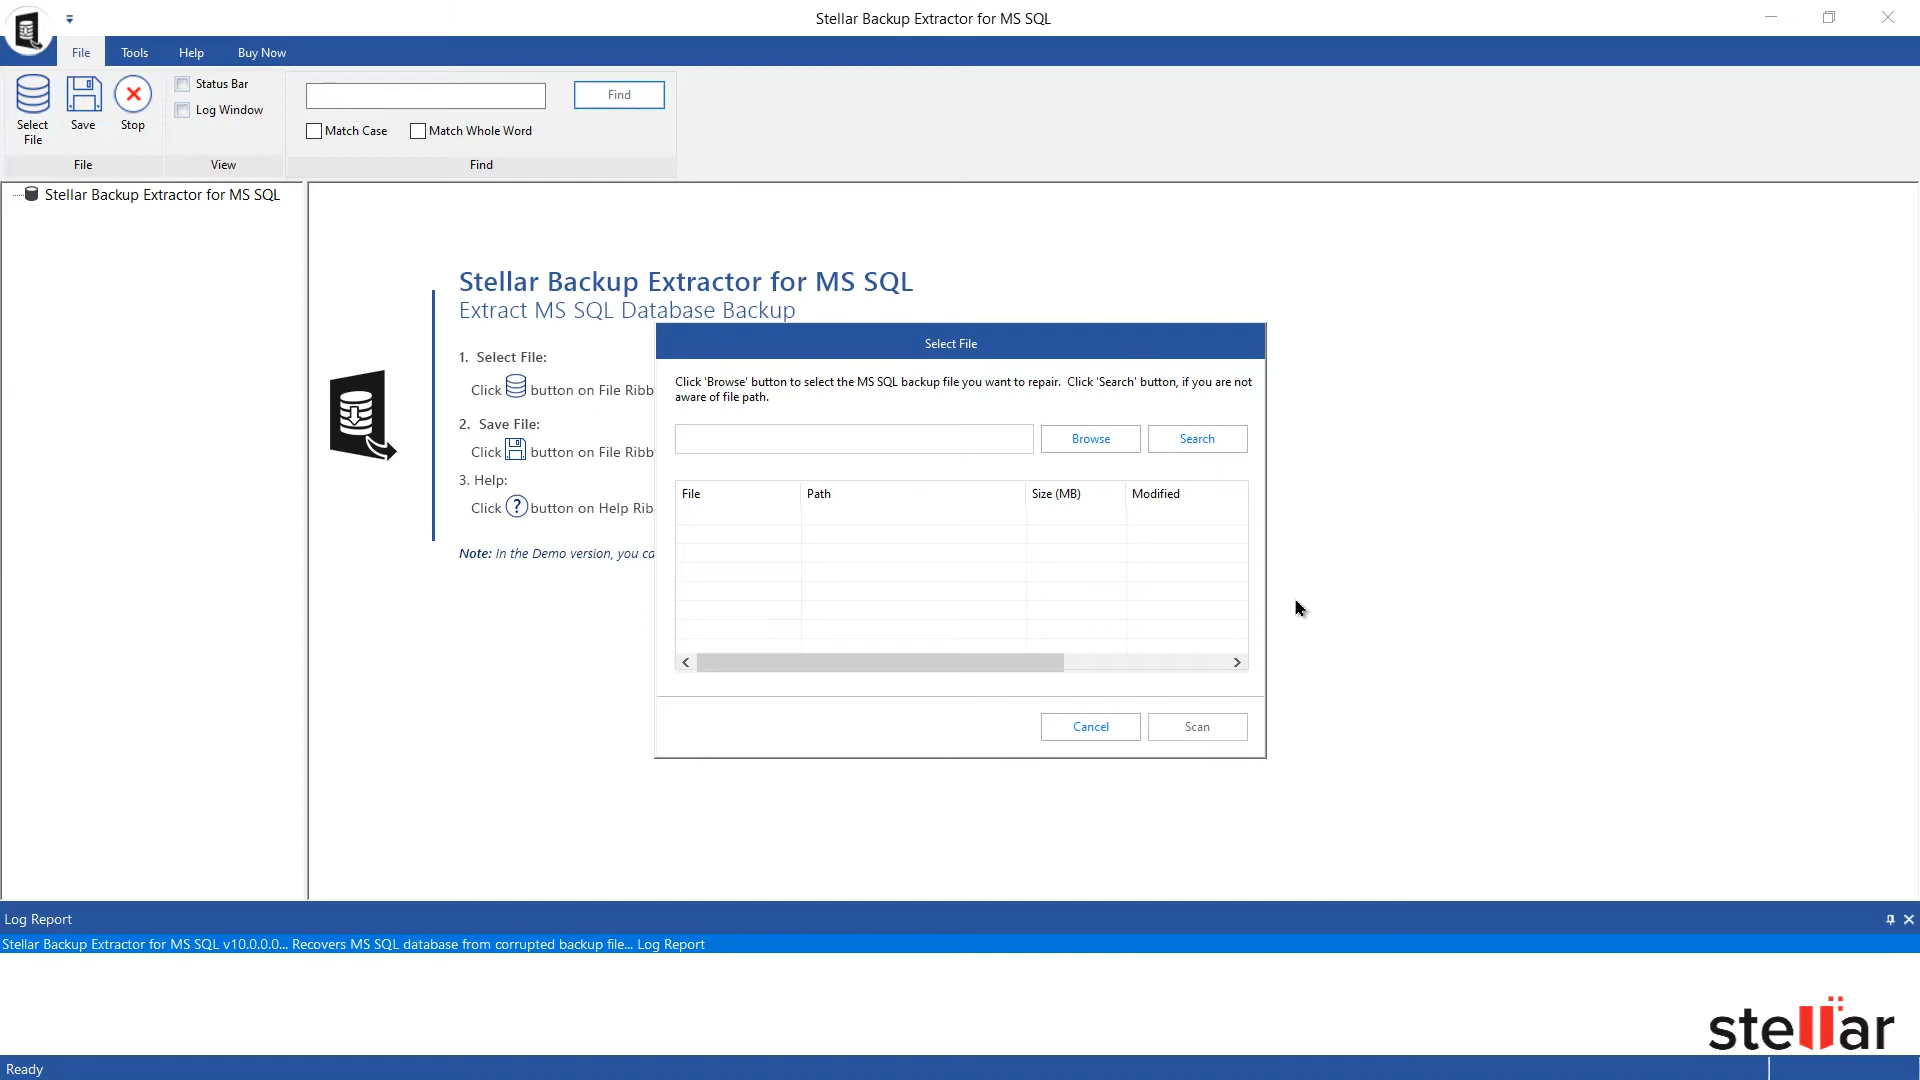 Stellar Backup Extractor for MS SQL
File Tools Help Buy Now
Select File
Save
Stop
Status Bar
Log Window
Find
Match Case Match Whole Word
File View Find
Stellar Backup Extractor for MS SQL
Stellar Backup Extractor for MS SQL
Extract MS SQL Database Backup
1. Select File:
Click button on File Ribb
2. Save File:
Click button on File Ribb
3. Help:
Click ? button on Help Rib
Note: In the Demo version, you ca
Select File
Click 'Browse' button to select the MS SQL backup file you want to repair. Click 'Search' button, if you are not
aware of file path.
Browse Search
File Path Size (MB) Modified
Cancel Scan
Log Report
Stellar Backup Extractor for MS SQL v10.0.0.0... Recovers MS SQL database from corrupted backup file... Log Report
stellar
Ready